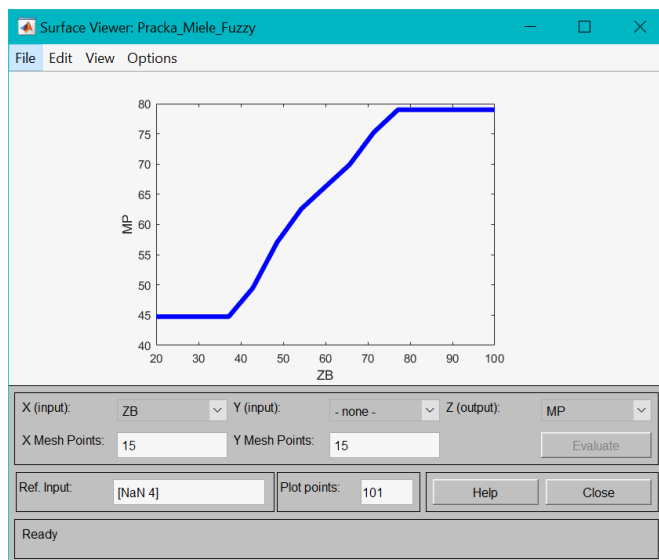 Surface Viewer: Pracka_Miele_Fuzzy
File Edit View Options
80
75
70
65
60
55
50
45
40
MP
20 30 40 50 60 70 80 90 100
ZB
X (input): ZB Y (input): - none - Z (output): MP
X Mesh Points: 15 Y Mesh Points: 15 Evaluate
Ref. Input: [NaN 4] Plot points: 101 Help Close
Ready